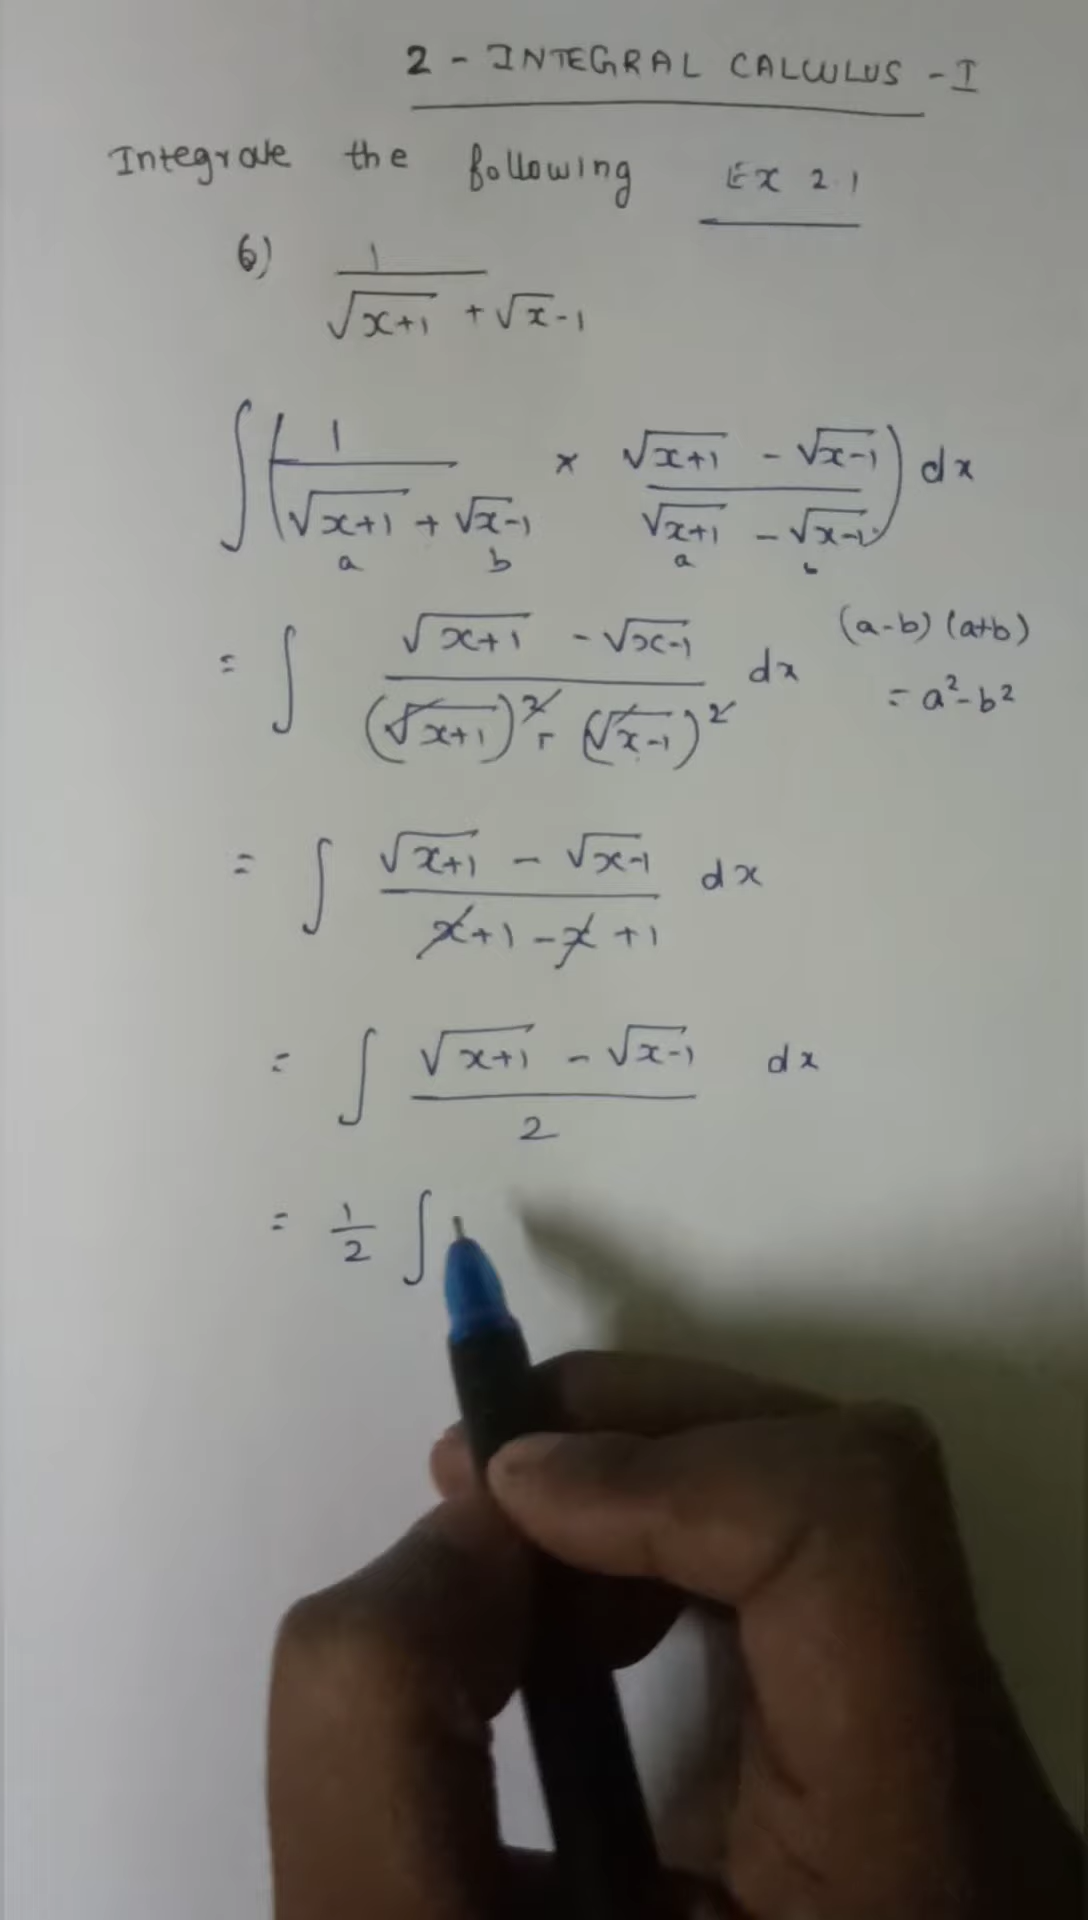 2 - INTEGRAL CALCULUS - I
Integrate the following Ex 2.1
6) 1 / √x+1 + √x-1
∫ (1 / √x+1 + √x-1 × √x+1 - √x-1 / √x+1 - √x-1) dx
a b a b
= ∫ √x+1 - √x-1 / (√x+1)² - (√x-1)² dx (a-b) (a+b)
= a²-b²
= ∫ √x+1 - √x-1 / x+1 - x+1 dx
= ∫ √x+1 - √x-1 / 2 dx
= 1/2 ∫